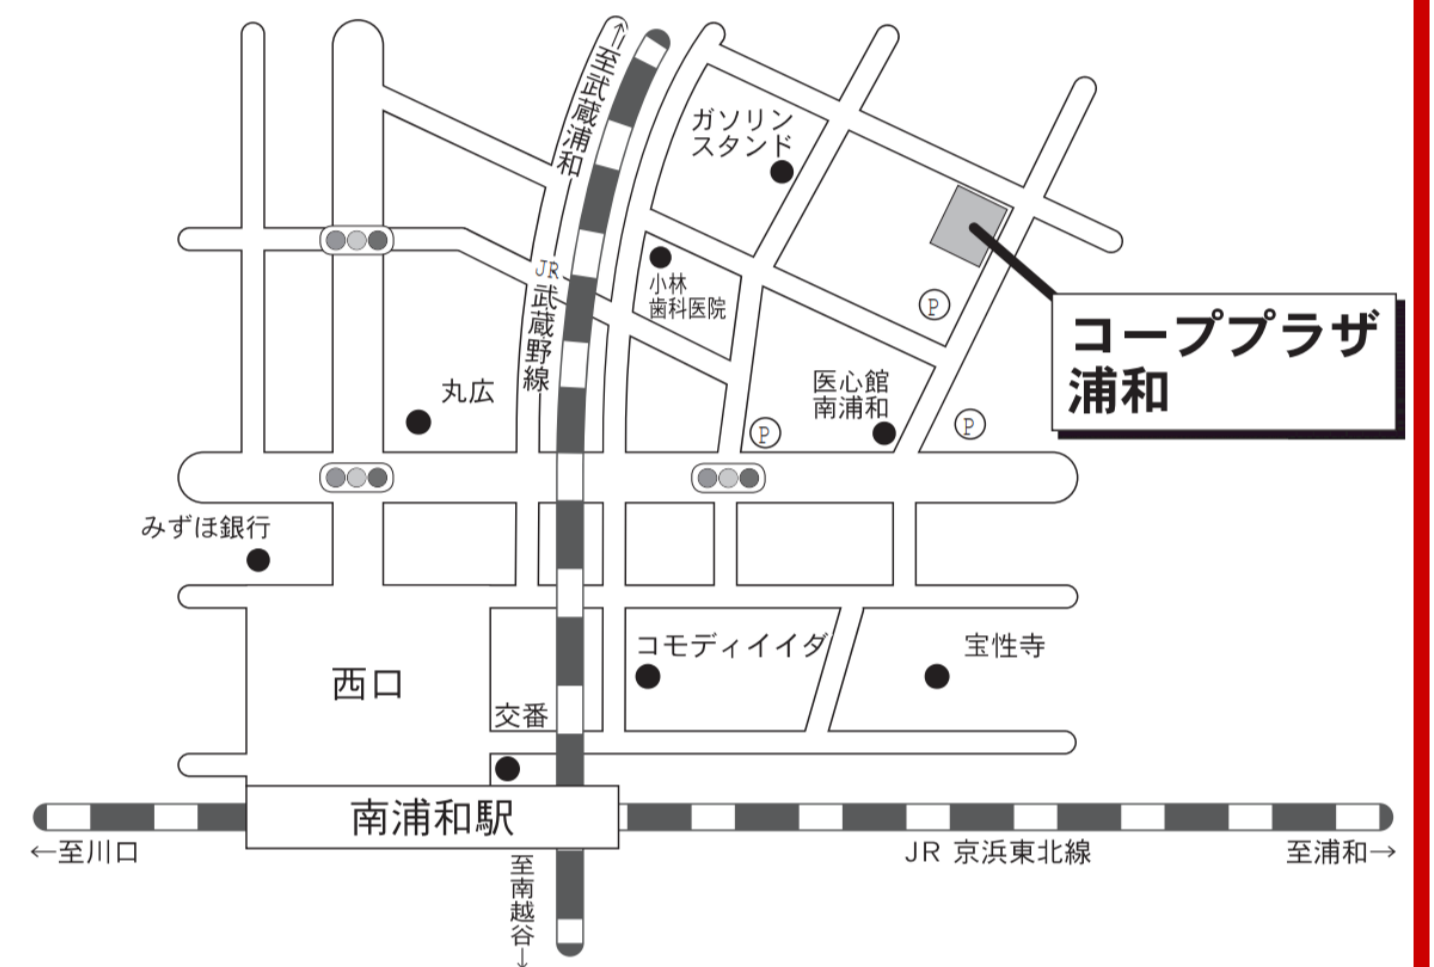 ↑至武蔵浦和
ガソリン
スタンド
小林
歯科医院
JR武蔵野線
P
コーププラザ
浦和
丸広
医心館
南浦和
P
P
みずほ銀行
コモディイイダ
宝性寺
西口
交番
南浦和駅
←至川口
JR 京浜東北線
至浦和→
至南越谷↓